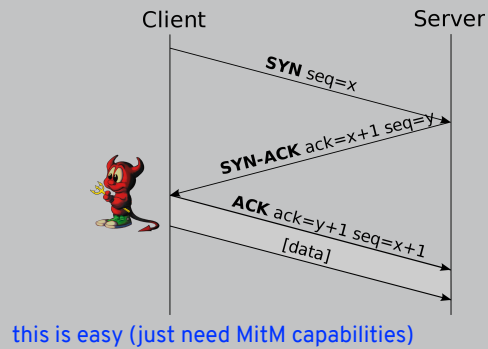 Client
Server
SYN seq=x
SYN-ACK ack=x+1 seq=y
ACK ack=y+1 seq=x+1
[data]
this is easy (just need MitM capabilities)